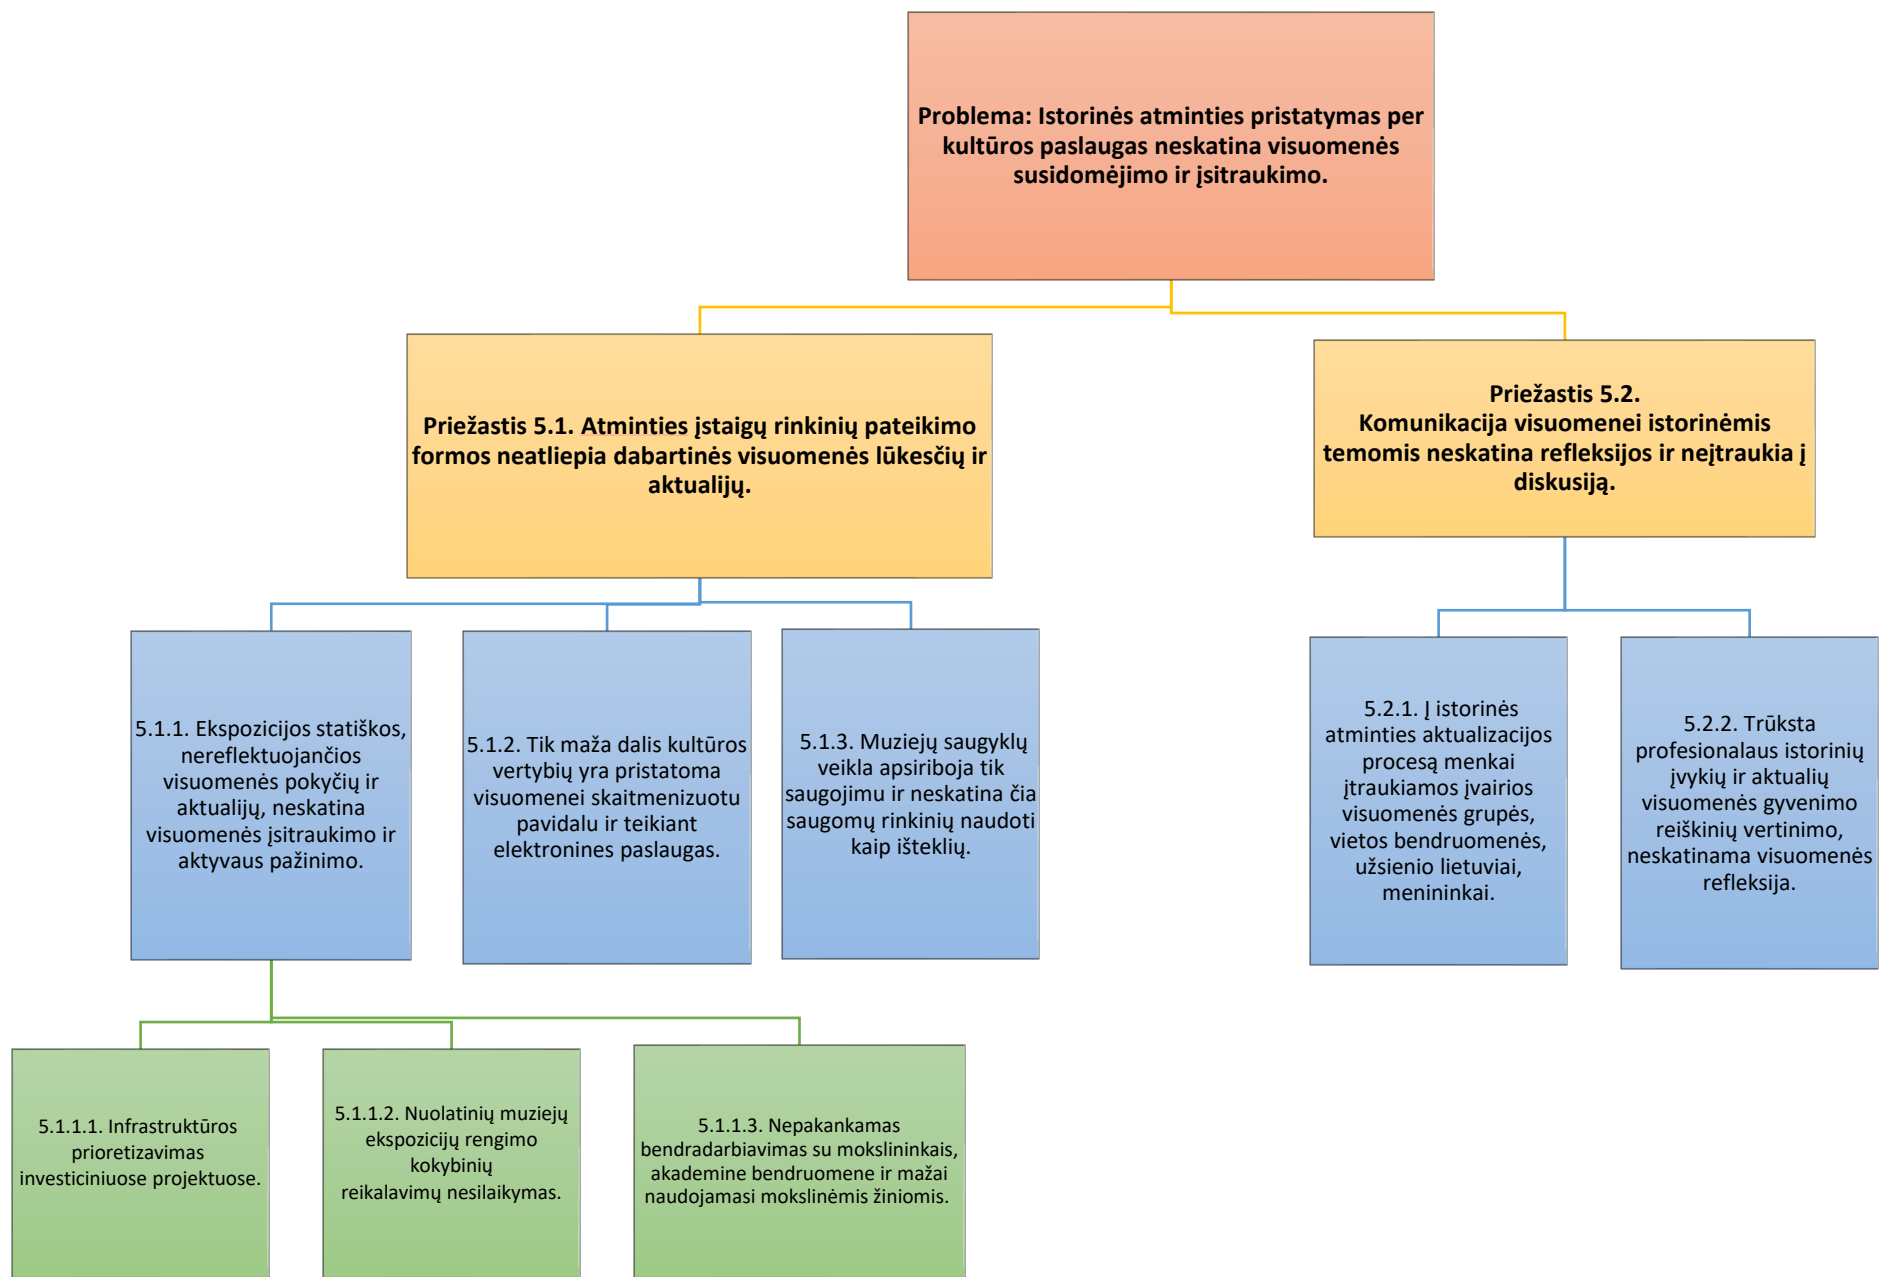 Problema: Istorinės atminties pristatymas per
kultūros paslaugas neskatina visuomenės
susidomėjimo ir įsitraukimo.
Priežastis 5.1. Atminties įstaigų rinkinių pateikimo
formos neatliepia dabartinės visuomenės lūkesčių ir
aktualijų.
Priežastis 5.2.
Komunikacija visuomenei istorinėmis
temomis neskatina refleksijos ir neįtraukia į
diskusiją.
5.1.1. Ekspozicijos statiškos,
nereflektuojančios
visuomenės pokyčių ir
aktualijų, neskatina
visuomenės įsitraukimo ir
aktyvaus pažinimo.
5.1.2. Tik maža dalis kultūros
vertybių yra pristatoma
visuomenei skaitmenizuotu
pavidalu ir teikiant
elektronines paslaugas.
5.1.3. Muziejų saugyklų
veikla apsiriboja tik
saugojimu ir neskatina čia
saugomų rinkinių naudoti
kaip išteklių.
5.2.1. Į istorinės
atminties aktualizacijos
procesą menkai
įtraukiamos įvairios
visuomenės grupės,
vietos bendruomenės,
užsienio lietuviai,
menininkai.
5.2.2. Trūksta
profesionalaus istorinių
įvykių ir aktualių
visuomenės gyvenimo
reiškinių vertinimo,
neskatinama visuomenės
refleksija.
5.1.1.1. Infrastruktūros
prioretizavimas
investiciniuose projektuose.
5.1.1.2. Nuolatinių muziejų
ekspozicijų rengimo
kokybinių
reikalavimų nesilaikymas.
5.1.1.3. Nepakankamas
bendradarbiavimas su mokslininkais,
akademine bendruomene ir mažai
naudojamasi mokslinėmis žiniomis.